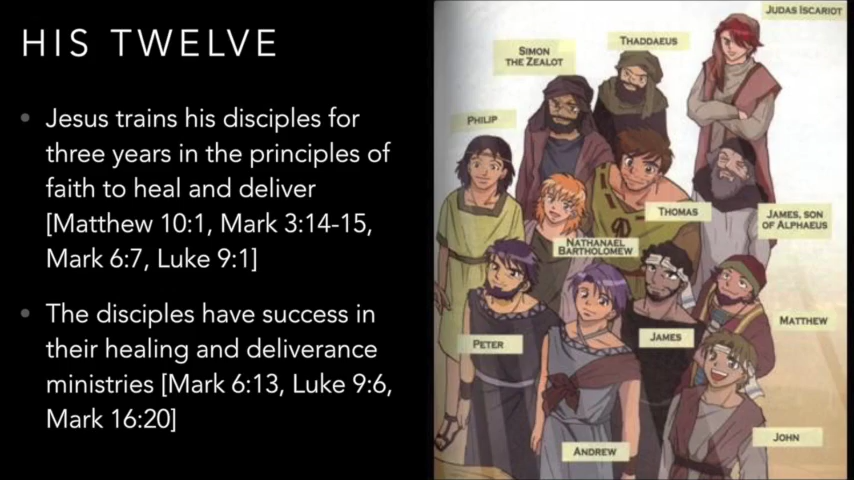 HIS TWELVE
• Jesus trains his disciples for
three years in the principles of
faith to heal and deliver
[Matthew 10:1, Mark 3:14-15,
Mark 6:7, Luke 9:1]
• The disciples have success in
their healing and deliverance
ministries [Mark 6:13, Luke 9:6,
Mark 16:20]
JUDAS ISCARIOT
THADDAEUS
SIMON
THE ZEALOT
PHILIP
THOMAS
JAMES, SON
OF ALPHAEUS
NATHANAEL
BARTHOLOMEW
MATTHEW
PETER
JAMES
JOHN
ANDREW